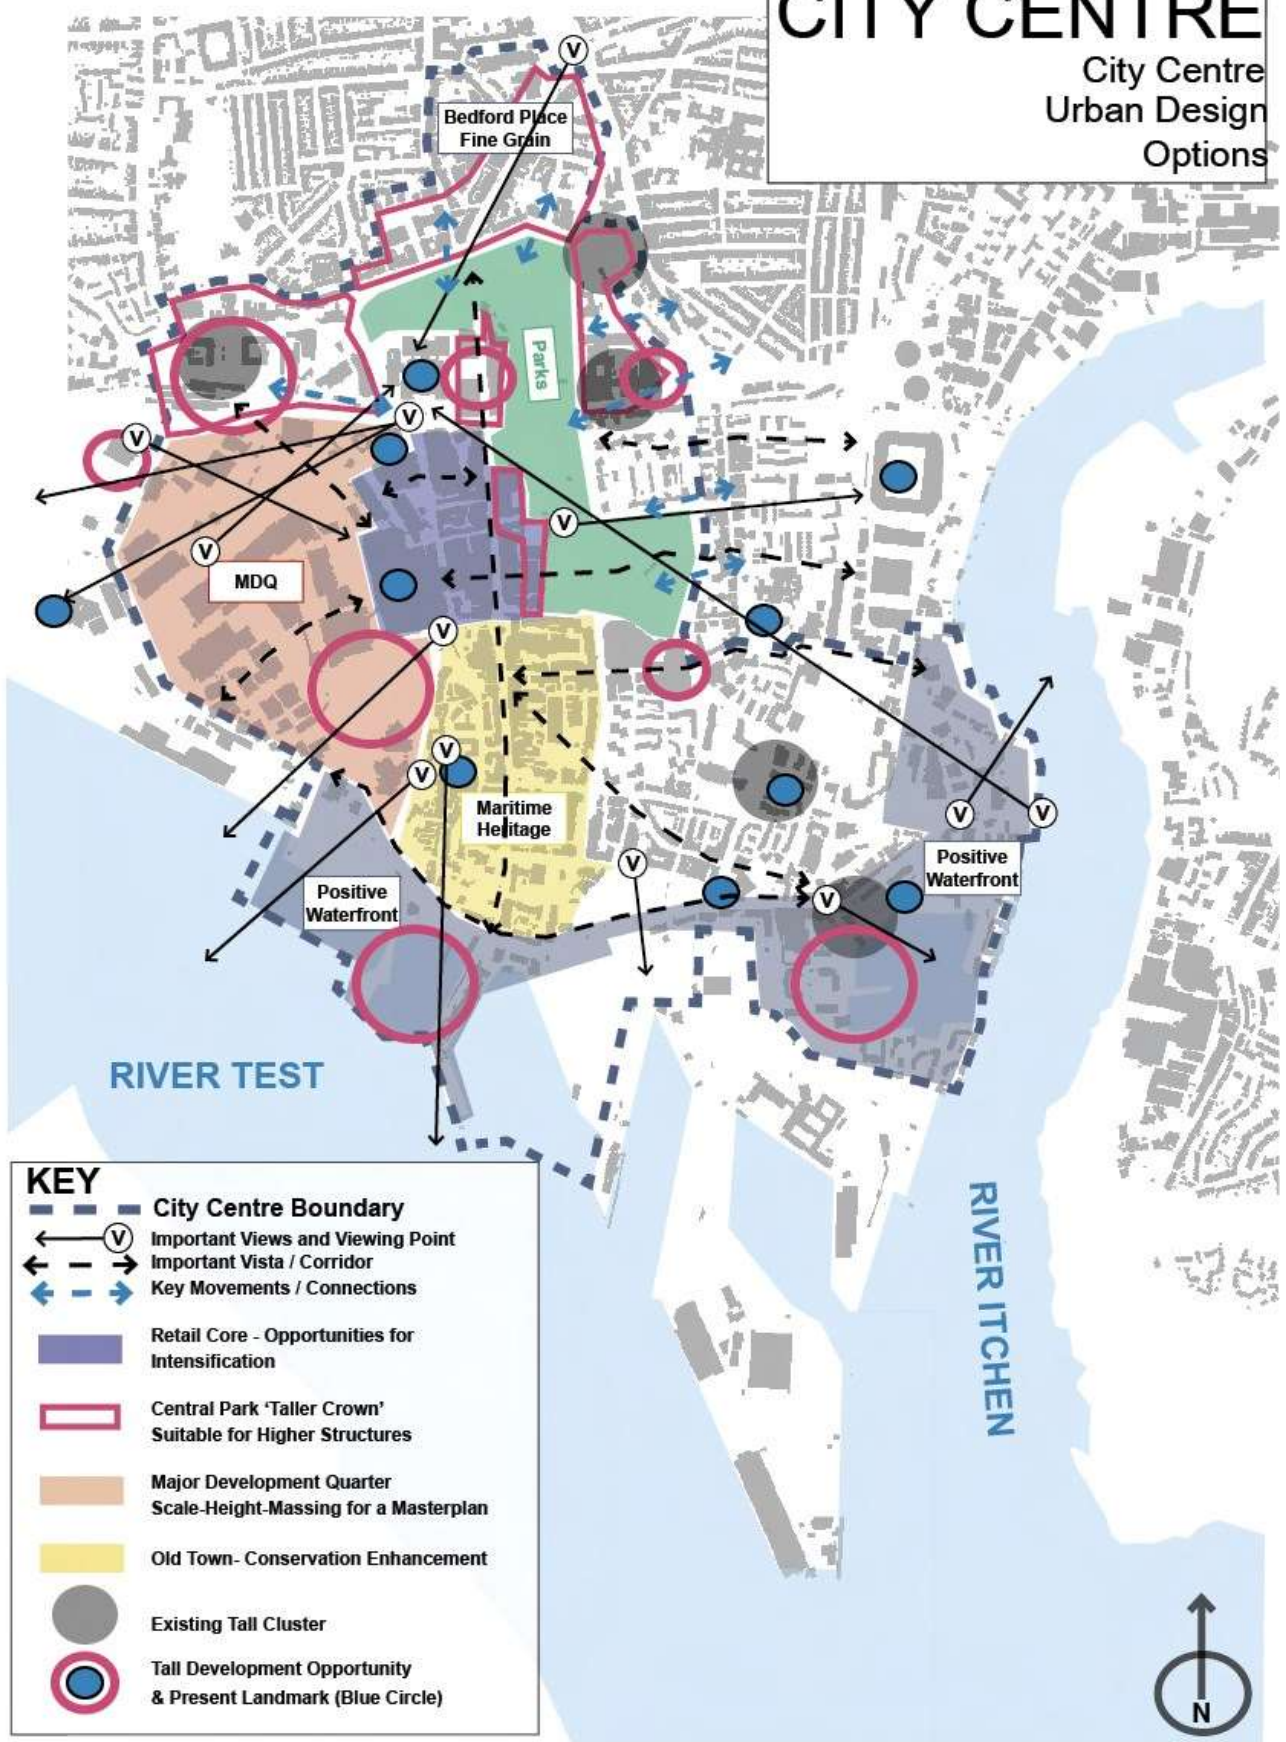 CITY CENTRE
City Centre
Urban Design
Options
V
Bedford Place
Fine Grain
Parks
V
V
V
V
MDQ
V
V
V
Maritime
Heritage
V
V
Positive
Waterfront
V
V
Positive
Waterfront
RIVER TEST
RIVER ITCHEN
KEY
City Centre Boundary
V
Important Views and Viewing Point
Important Vista / Corridor
Key Movements / Connections
Retail Core - Opportunities for
Intensification
Central Park ‘Taller Crown’
Suitable for Higher Structures
Major Development Quarter
Scale-Height-Massing for a Masterplan
Old Town- Conservation Enhancement
Existing Tall Cluster
Tall Development Opportunity
& Present Landmark (Blue Circle)
N